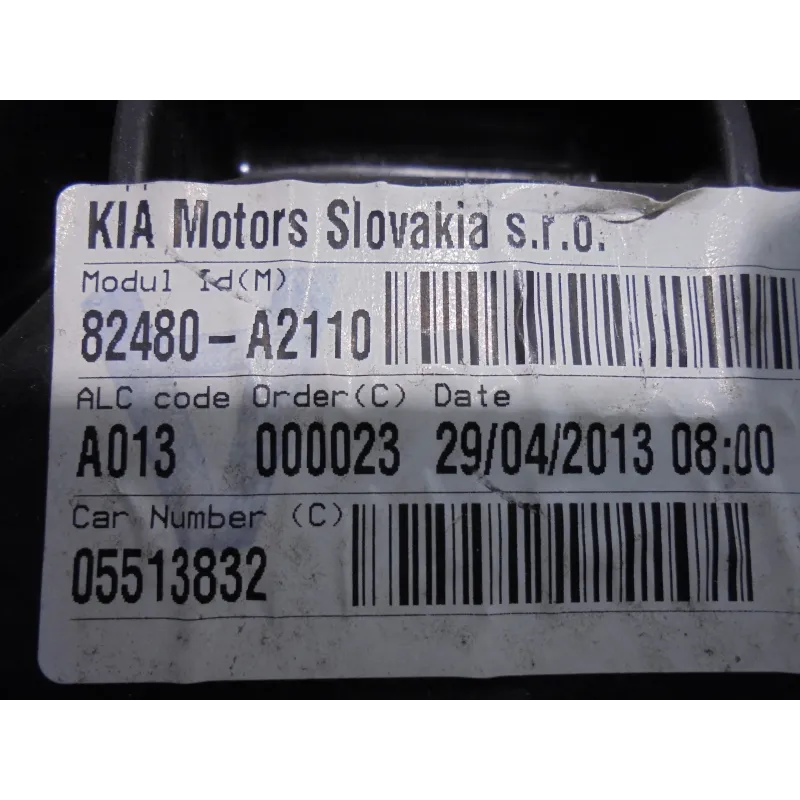 KIA Motors Slovakia s.r.o.
Modul Id(M)
82480-A2110
ALC code Order(C) Date
A013 000023 29/04/2013 08:00
Car Number (C)
05513832